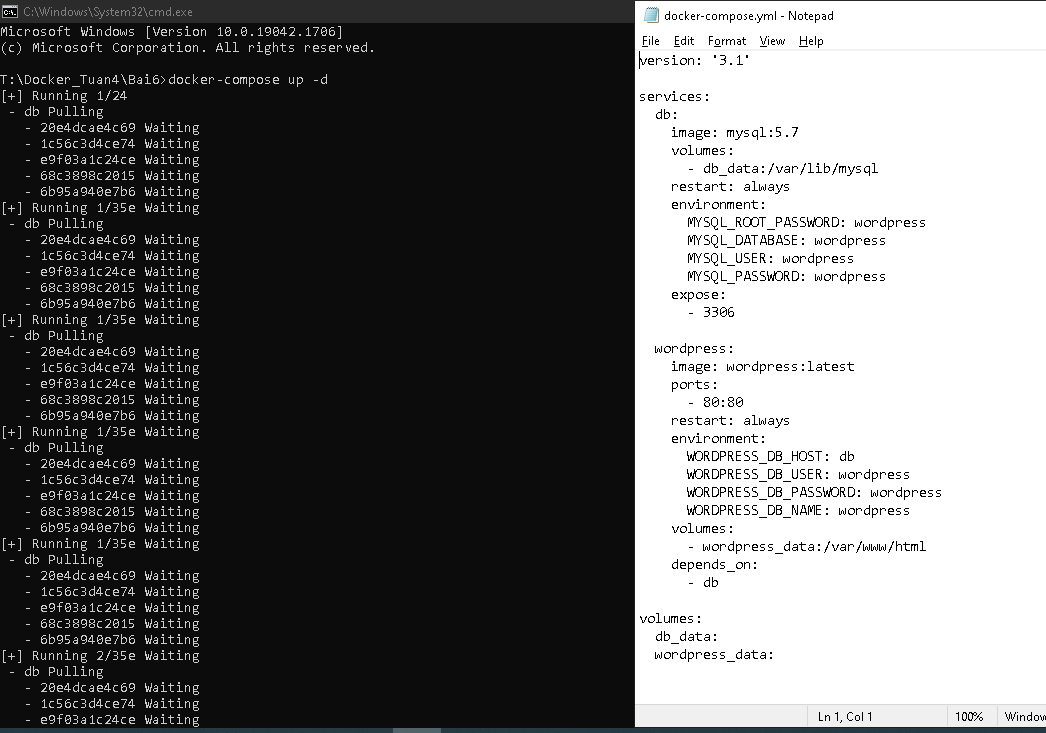 C:\Windows\System32\cmd.exe
Microsoft Windows [Version 10.0.19042.1706]
(c) Microsoft Corporation. All rights reserved.
T:\Docker_Tuan4\Bai6>docker-compose up -d
[+] Running 1/24
- db Pulling
- 20e4dcae4c69 Waiting
- 1c56c3d4ce74 Waiting
- e9f03a1c24ce Waiting
- 68c3898c2015 Waiting
- 6b95a940e7b6 Waiting
[+] Running 1/35e Waiting
- db Pulling
- 20e4dcae4c69 Waiting
- 1c56c3d4ce74 Waiting
- e9f03a1c24ce Waiting
- 68c3898c2015 Waiting
- 6b95a940e7b6 Waiting
[+] Running 1/35e Waiting
- db Pulling
- 20e4dcae4c69 Waiting
- 1c56c3d4ce74 Waiting
- e9f03a1c24ce Waiting
- 68c3898c2015 Waiting
- 6b95a940e7b6 Waiting
[+] Running 1/35e Waiting
- db Pulling
- 20e4dcae4c69 Waiting
- 1c56c3d4ce74 Waiting
- e9f03a1c24ce Waiting
- 68c3898c2015 Waiting
- 6b95a940e7b6 Waiting
[+] Running 1/35e Waiting
- db Pulling
- 20e4dcae4c69 Waiting
- 1c56c3d4ce74 Waiting
- e9f03a1c24ce Waiting
- 68c3898c2015 Waiting
- 6b95a940e7b6 Waiting
[+] Running 2/35e Waiting
- db Pulling
- 20e4dcae4c69 Waiting
- 1c56c3d4ce74 Waiting
- e9f03a1c24ce Waiting
docker-compose.yml - Notepad
File Edit Format View Help
version: '3.1'
services:
db:
image: mysql:5.7
volumes:
- db_data:/var/lib/mysql
restart: always
environment:
MYSQL_ROOT_PASSWORD: wordpress
MYSQL_DATABASE: wordpress
MYSQL_USER: wordpress
MYSQL_PASSWORD: wordpress
expose:
- 3306
wordpress:
image: wordpress:latest
ports:
- 80:80
restart: always
environment:
WORDPRESS_DB_HOST: db
WORDPRESS_DB_USER: wordpress
WORDPRESS_DB_PASSWORD: wordpress
WORDPRESS_DB_NAME: wordpress
volumes:
- wordpress_data:/var/www/html
depends_on:
- db
volumes:
db_data:
wordpress_data:
Ln 1, Col 1 100% Window